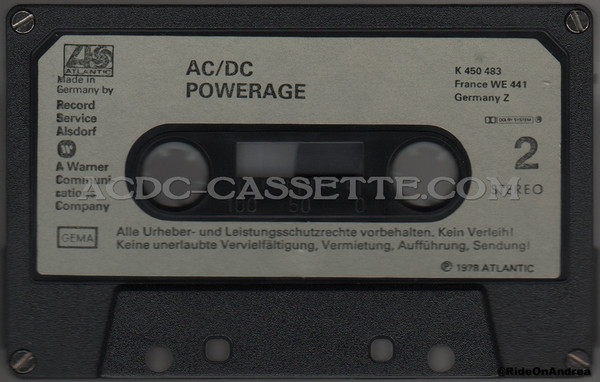 ATLANTIC
Made in
Germany by
Record
Service
Alsdorf
A Warner
Communi-
cations
Company
GEMA
AC/DC
POWERAGE
K 450 483
France WE 441
Germany Z
DOLBY SYSTEM
2
STEREO
ACDC-CASSETTE.COM
100 50 0
Alle Urheber- und Leistungsschutzrechte vorbehalten. Kein Verleih!
Keine unerlaubte Vervielfältigung, Vermietung, Aufführung, Sendung!
℗ 1978 ATLANTIC
©RideOnAndrea